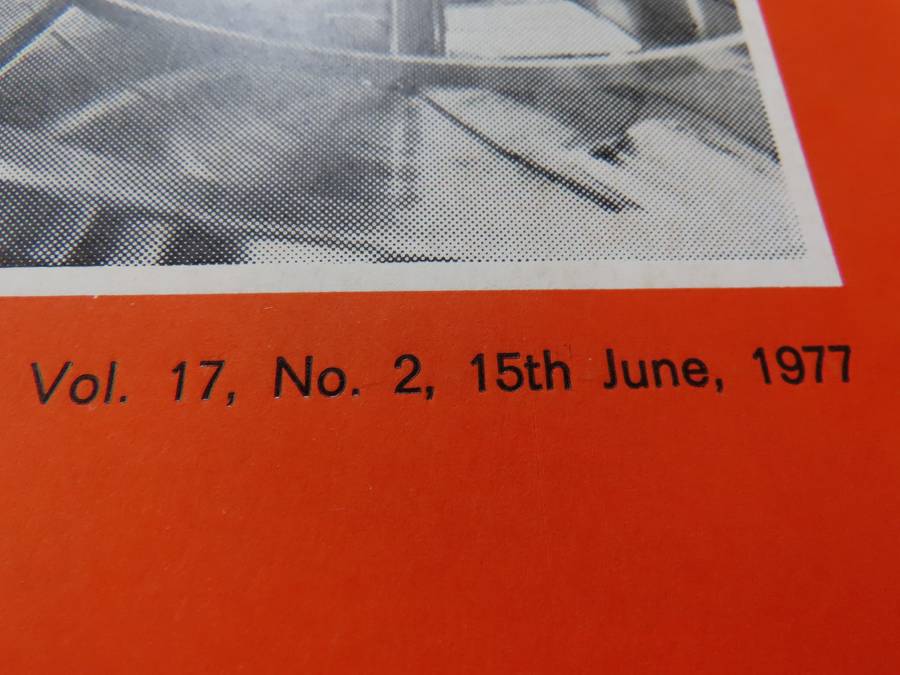 Vol. 17, No. 2, 15th June, 1977